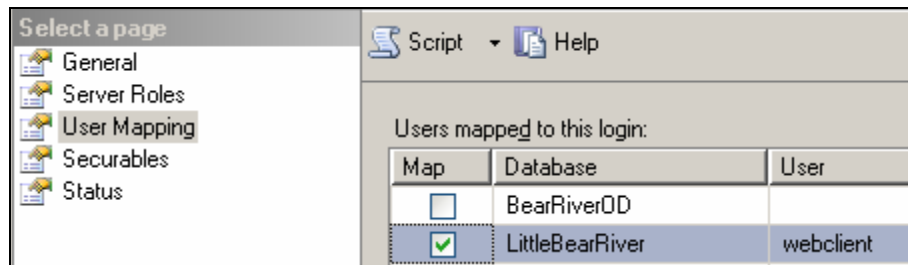 Select a page
General
Server Roles
User Mapping
Securables
Status
Script Help
Users mapped to this login:
Map Database User
BearRiverOD
LittleBearRiver webclient